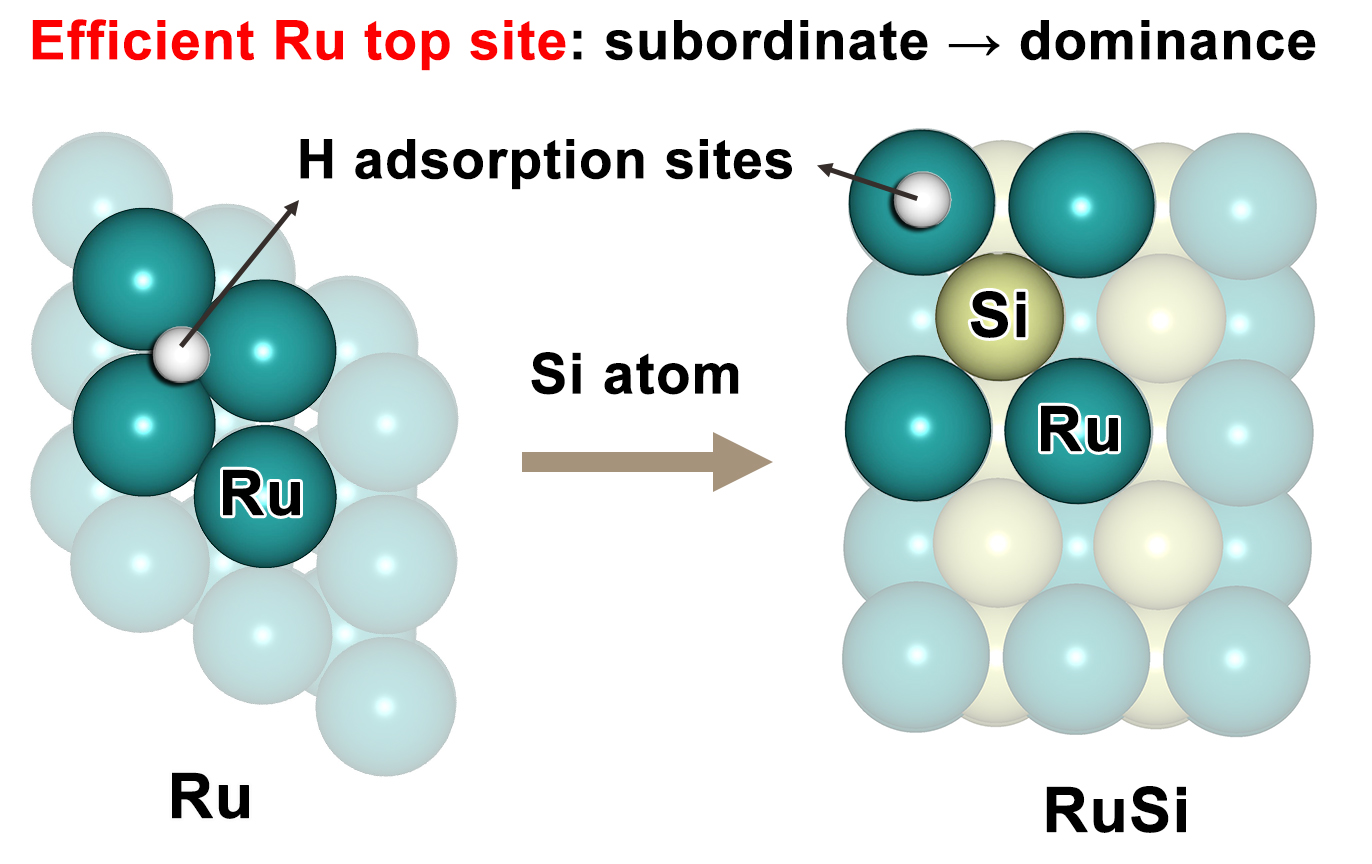 Efficient Ru top site: subordinate → dominance
H adsorption sites
Si
Si atom
Ru
Ru
Ru
RuSi